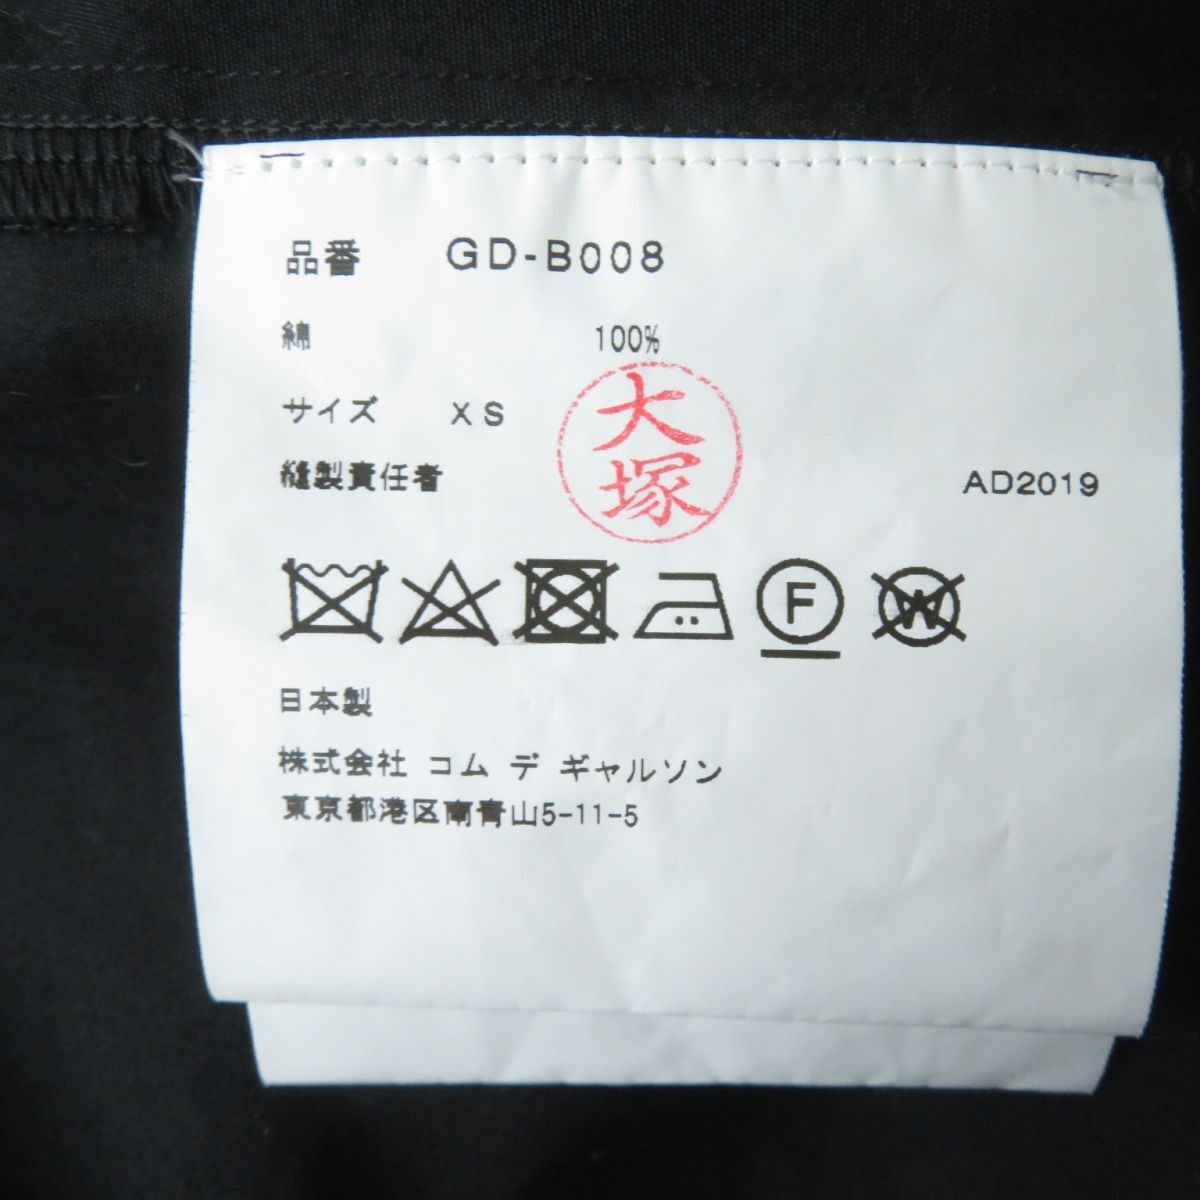 品番 GD-B008
綿 100%
サイズ XS
縫製責任者 大塚 AD2019
F W
日本製
株式会社 コム デ ギャルソン
東京都港区南青山5-11-5